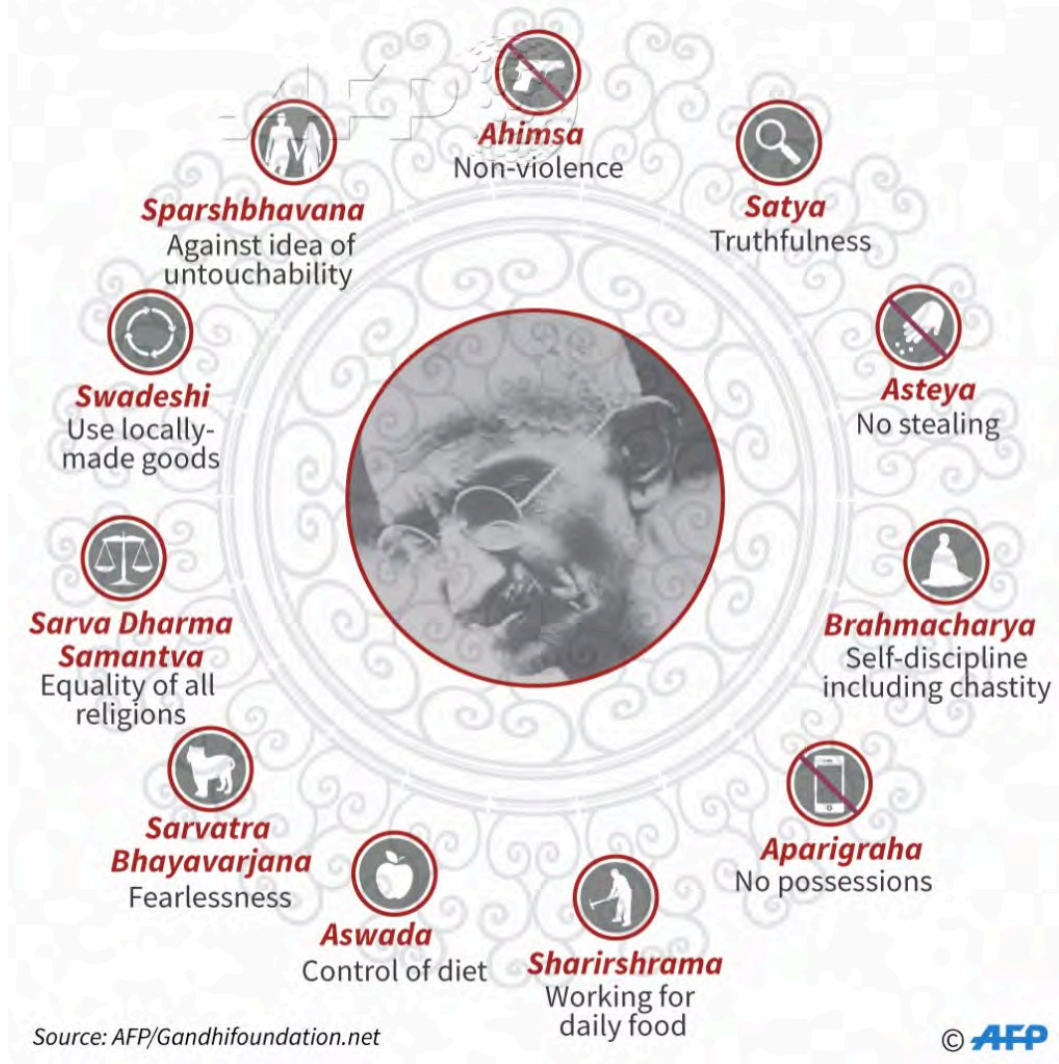 AFP
Ahimsa
Non-violence
Satya
Truthfulness
Asteya
No stealing
Brahmacharya
Self-discipline
including chastity
Aparigraha
No possessions
Sharirshrama
Working for
daily food
Aswada
Control of diet
Sarvatra
Bhayavarjana
Fearlessness
Sarva Dharma
Samantva
Equality of all
religions
Swadeshi
Use locally-
made goods
Sparshbhavana
Against idea of
untouchability
Source: AFP/Gandhifoundation.net
© AFP